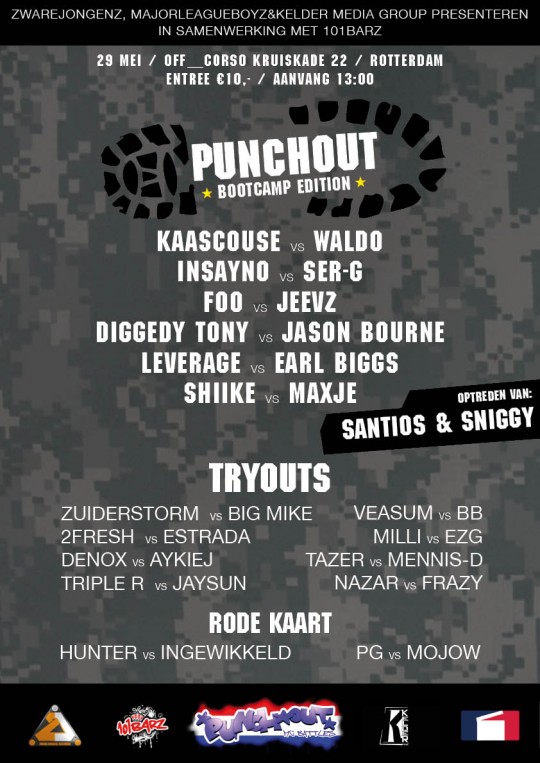 ZWAREJONGENZ, MAJORLEAGUEBOYZ&KELDER MEDIA GROUP PRESENTEREN
IN SAMENWERKING MET 101BARZ
29 MEI / OFF__CORSO KRUISKADE 22 / ROTTERDAM
ENTREE €10,- / AANVANG 13:00
PUNCHOUT
BOOTCAMP EDITION
KAASCOUSE VS WALDO
INSAYNO VS SER-G
FOO VS JEEVZ
DIGGEDY TONY VS JASON BOURNE
LEVERAGE VS EARL BIGGS
SHIIKE VS MAXJE
OPTREDEN VAN:
SANTIOS & SNIGGY
TRYOUTS
ZUIDERSTORM VS BIG MIKE
2FRESH VS ESTRADA
DENOX VS AYKIEJ
TRIPLE R VS JAYSUN
VEASUM VS BB
MILLI VS EZG
TAZER VS MENNIS-D
NAZAR VS FRAZY
RODE KAART
HUNTER VS INGEWIKKELD
PG VS MOJOW
101BARZ
PUNCHOUT
BATTLES